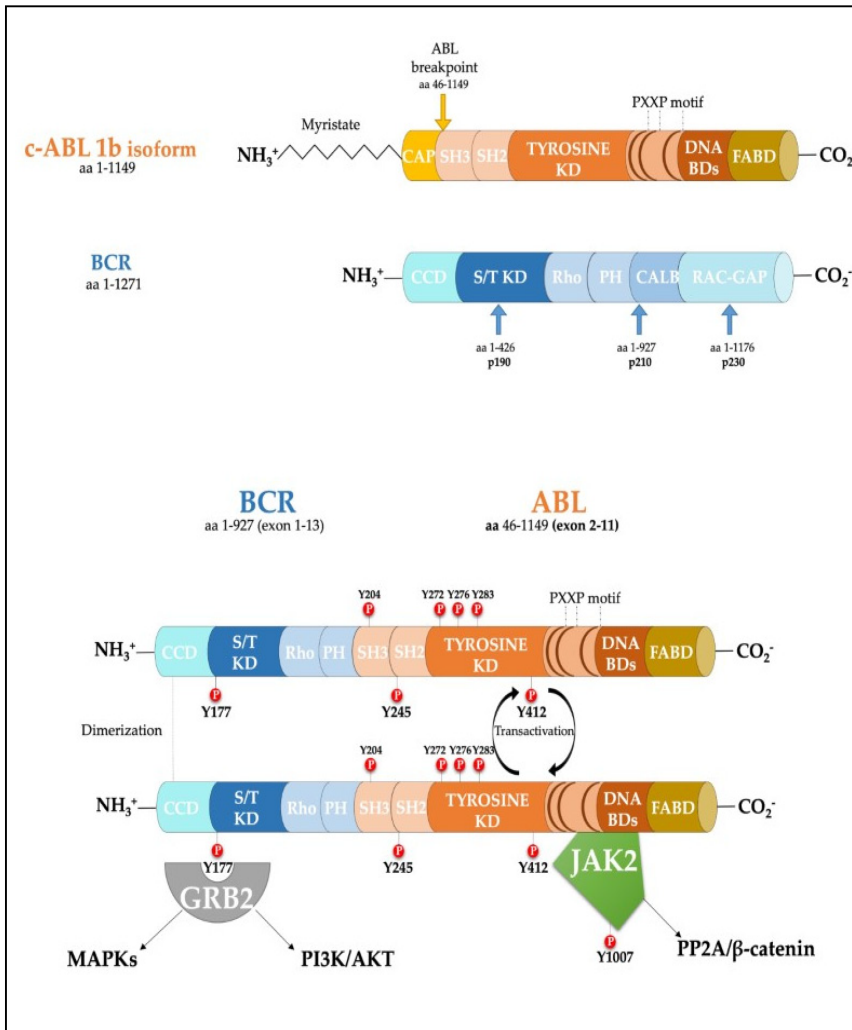 ABL
breakpoint
aa 46-1149
PXXP motif
Myristate
c-ABL 1b isoform
aa 1-1149
NH₃⁺
CAP
SH3
SH2
TYROSINE
KD
DNA
BDs
FABD
CO₂
BCR
aa 1-1271
NH₃⁺
CCD
S/T KD
Rho
PH
CALB
RAC-GAP
CO₂⁻
aa 1-426
p190
aa 1-927
p210
aa 1-1176
p230
BCR
aa 1-927 (exon 1-13)
ABL
aa 46-1149 (exon 2-11)
Y204
P
Y272
P
Y276
P
Y283
P
PXXP motif
NH₃⁺
CCD
S/T
KD
Rho
PH
SH3
SH2
TYROSINE
KD
DNA
BDs
FABD
CO₂⁻
P
Y177
P
Y245
P
Y412
Dimerization
Transactivation
Y204
P
Y272
P
Y276
P
Y283
P
NH₃⁺
CCD
S/T
KD
Rho
PH
SH3
SH2
TYROSINE
KD
DNA
BDs
FABD
CO₂⁻
P
Y177
P
Y245
P
Y412
GRB2
JAK2
MAPKs
PI3K/AKT
P
Y1007
PP2A/β-catenin